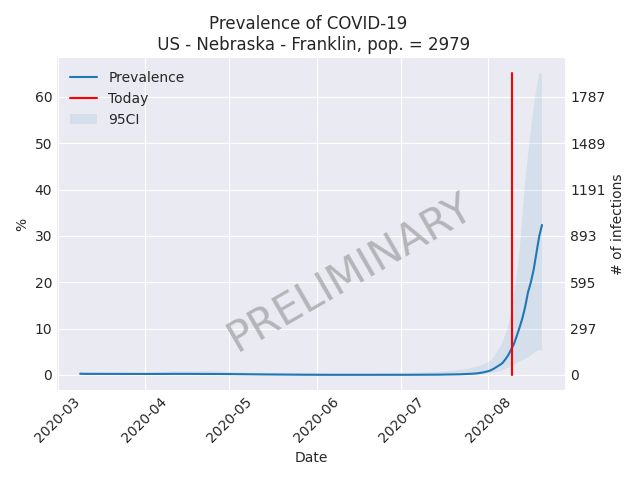 Prevalence of COVID-19
US - Nebraska - Franklin, pop. = 2979
Prevalence
Today
95CI
60
50
40
30
20
10
0
%
1787
1489
1191
893
595
297
0
# of infections
PRELIMINARY
2020-03
2020-04
2020-05
2020-06
2020-07
2020-08
Date